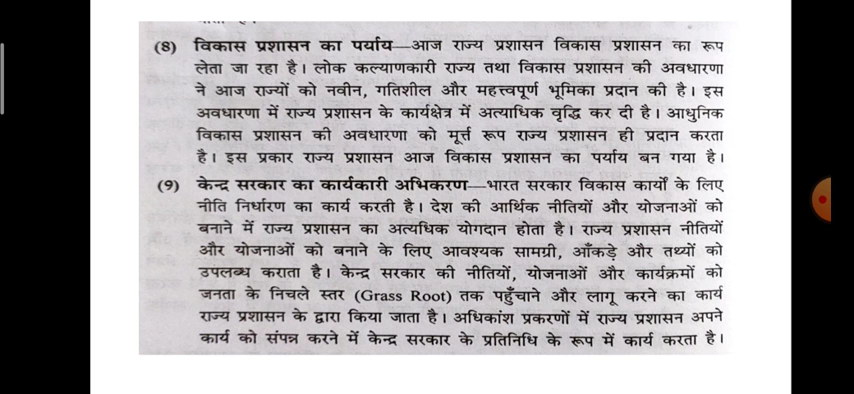 (8) विकास प्रशासन का पर्याय—आज राज्य प्रशासन विकास प्रशासन का रूप
लेता जा रहा है। लोक कल्याणकारी राज्य तथा विकास प्रशासन की अवधारणा
ने आज राज्यों को नवीन, गतिशील और महत्त्वपूर्ण भूमिका प्रदान की है। इस
अवधारणा में राज्य प्रशासन के कार्यक्षेत्र में अत्याधिक वृद्धि कर दी है। आधुनिक
विकास प्रशासन की अवधारणा को मूर्त्त रूप राज्य प्रशासन ही प्रदान करता
है। इस प्रकार राज्य प्रशासन आज विकास प्रशासन का पर्याय बन गया है।
(9) केन्द्र सरकार का कार्यकारी अभिकरण—भारत सरकार विकास कार्यों के लिए
नीति निर्धारण का कार्य करती है। देश की आर्थिक नीतियों और योजनाओं को
बनाने में राज्य प्रशासन का अत्यधिक योगदान होता है। राज्य प्रशासन नीतियों
और योजनाओं को बनाने के लिए आवश्यक सामग्री, आँकड़े और तथ्यों को
उपलब्ध कराता है। केन्द्र सरकार की नीतियों, योजनाओं और कार्यक्रमों को
जनता के निचले स्तर (Grass Root) तक पहुँचाने और लागू करने का कार्य
राज्य प्रशासन के द्वारा किया जाता है। अधिकांश प्रकरणों में राज्य प्रशासन अपने
कार्य को संपन्न करने में केन्द्र सरकार के प्रतिनिधि के रूप में कार्य करता है।